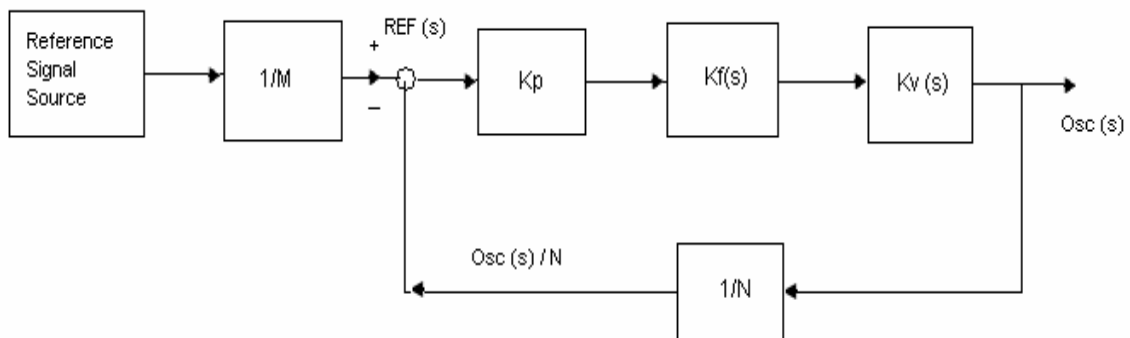 Reference
Signal
Source
1/M
+
REF (s)
–
Kp
Kf(s)
Kv (s)
Osc (s)
Osc (s) / N
1/N